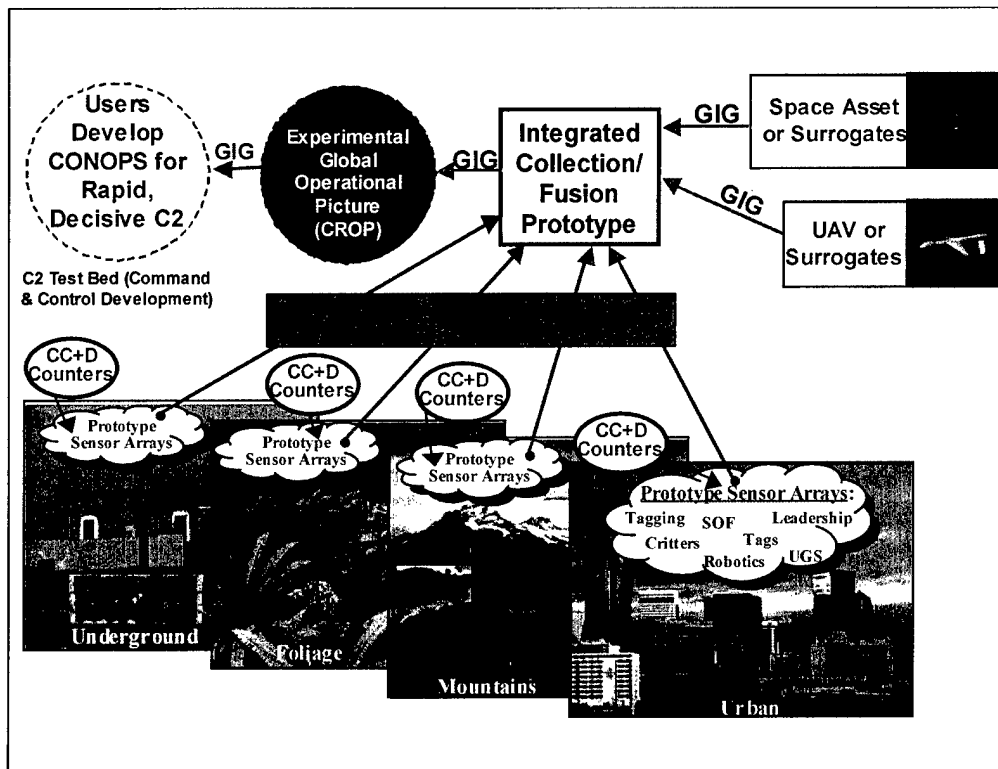 Users
Develop
CONOPS for
Rapid,
Decisive C2
GIG
Experimental
Global
Operational
Picture
(CROP)
GIG
Integrated
Collection/
Fusion
Prototype
GIG
Space Asset
or Surrogates
GIG
UAV or
Surrogates
C2 Test Bed (Command
& Control Development)
CC+D
Counters
CC+D
Counters
CC+D
Counters
CC+D
Counters
Prototype
Sensor Arrays
Prototype
Sensor Arrays
Prototype
Sensor Arrays
Prototype Sensor Arrays:
Tagging SOF Leadership
Critters Tags
Robotics UGS
Underground
Foliage
Mountains
Urban